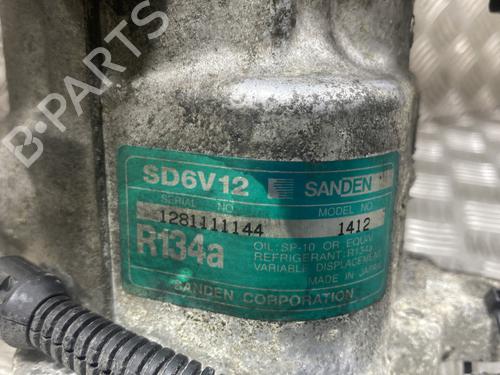 B-PARTS
SD6V12 SANDEN
SERIAL NO. MODEL NO.
1281111144 1412
R134a
OIL: SP-10 OR EQUIV.
REFRIGERANT: R134a
VARIABLE DISPLACEMENT
MADE IN JAPAN
SANDEN CORPORATION